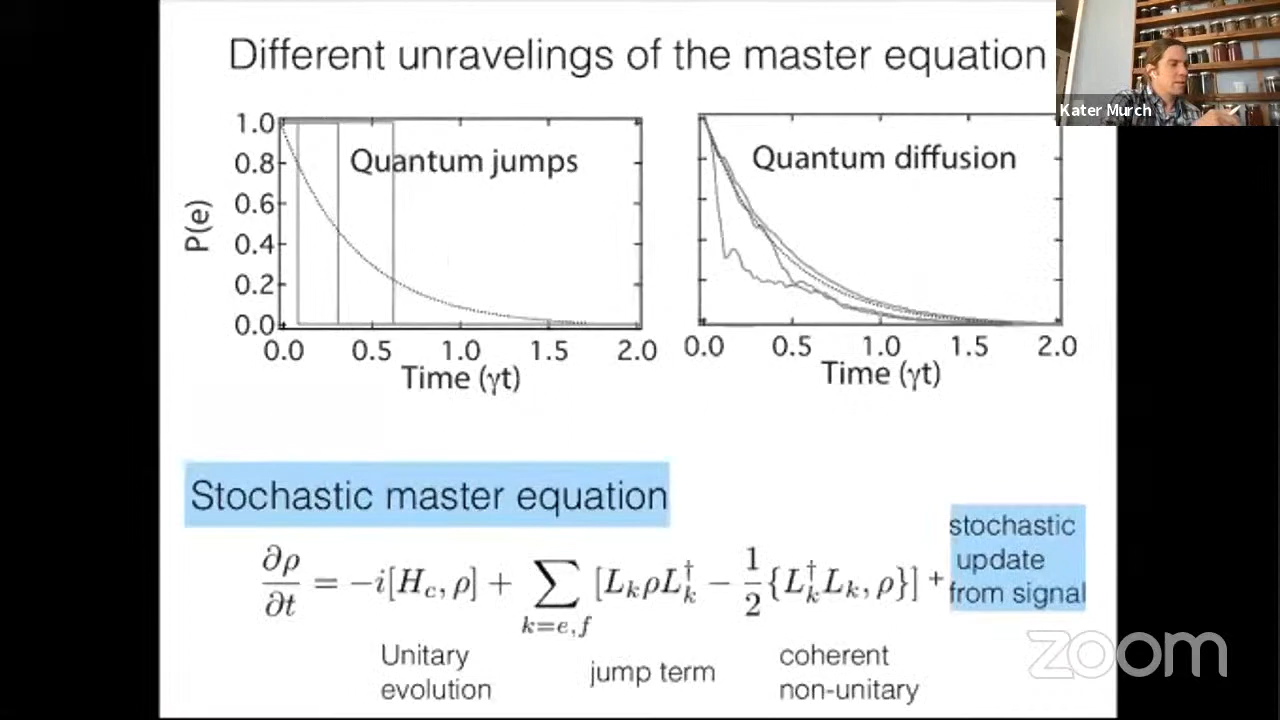 Different unravelings of the master equation
Kater Murch
Quantum jumps
P(e)
1.0
0.8
0.6
0.4
0.2
0.0
0.0 0.5 1.0 1.5 2.0
Time (γt)
Quantum diffusion
0.0 0.5 1.0 1.5 2.0
Time (γt)
Stochastic master equation
∂ρ/∂t = −i[H_c, ρ] + ∑_{k=e,f} [L_k ρ L_k^† − 1/2 {L_k^† L_k, ρ}] +
stochastic
update
from signal
Unitary
evolution
jump term
coherent
non-unitary
zoom